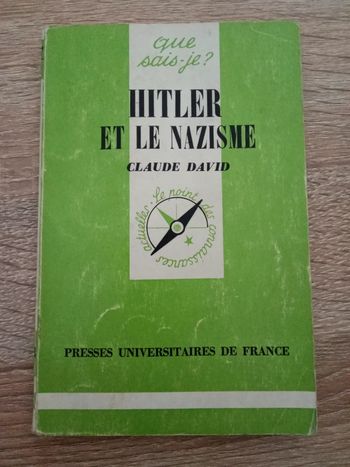 que
sais-je?
HITLER
ET LE NAZISME
CLAUDE DAVID
Le point des connaissances actuelles
PRESSES UNIVERSITAIRES DE FRANCE